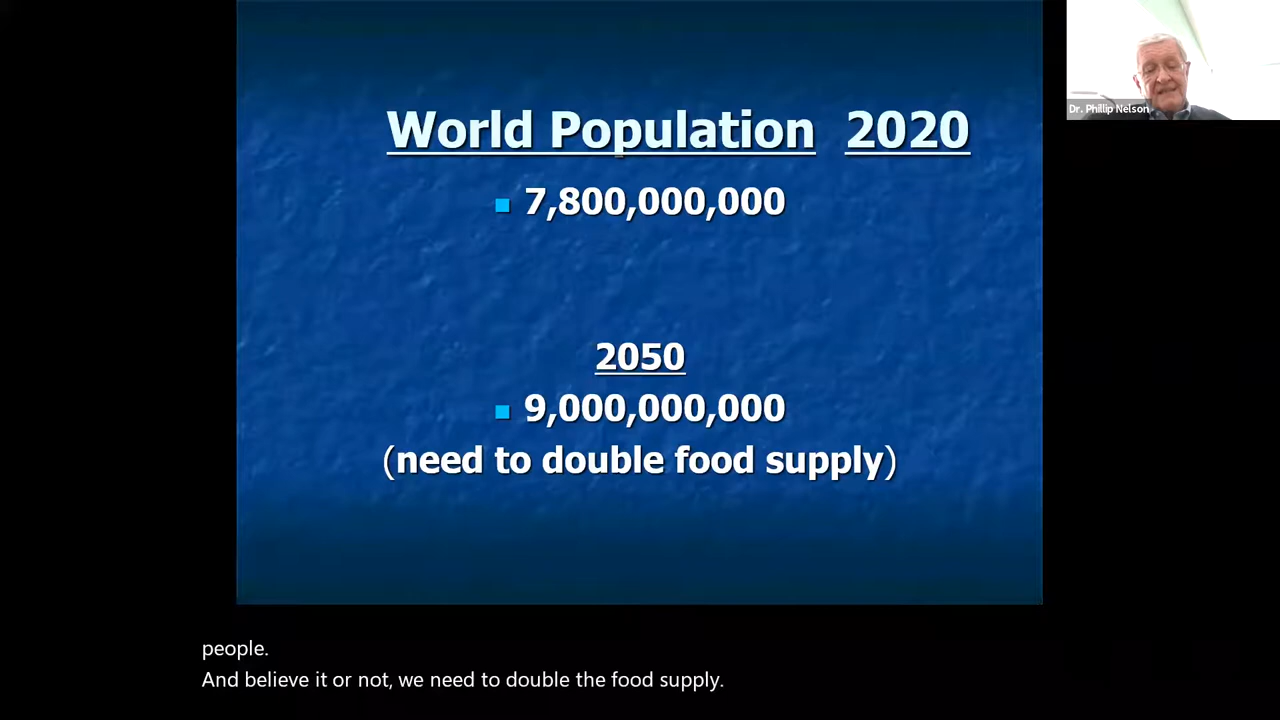 World Population 2020
7,800,000,000
2050
9,000,000,000
(need to double food supply)
Dr. Phillip Nelson
people.
And believe it or not, we need to double the food supply.